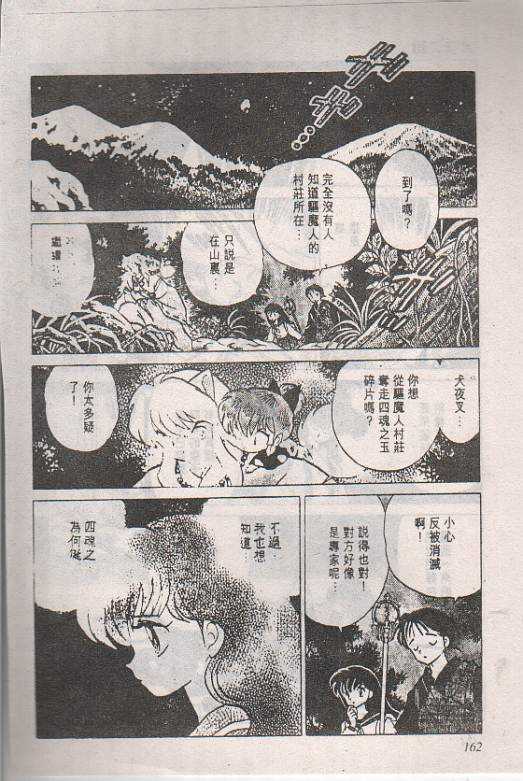 到了嗎？
完全沒有人
知道驅魔人的
村莊所在…
只說是
在山裏…
犬夜叉…
你想
從驅魔人村莊
奪走四魂之玉
碎片嗎？
你太多疑
了！
小心
反被消滅
啊！
說得也對！
對方好像
是專家呢…
不過
我也想
知道
四魂之
為何誕
162